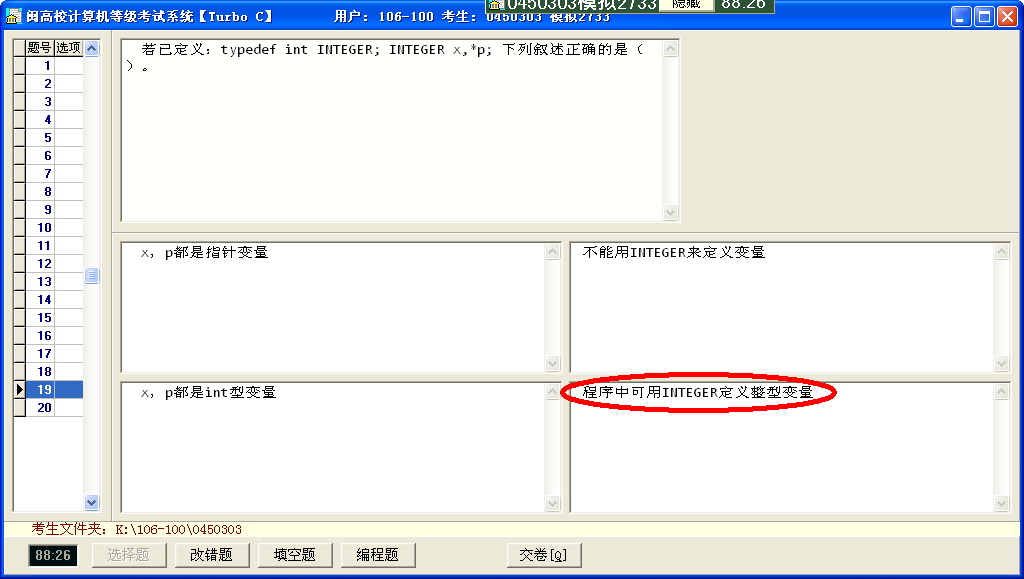 闽高校计算机等级考试系统【Turbo C】 用户: 106-100 考生: 0450303 模拟2733
0450303模拟2733 隐藏 88:26
题号 选项
1
2
3
4
5
6
7
8
9
10
11
12
13
14
15
16
17
18
19
20
若已定义: typedef int INTEGER; INTEGER x,*p; 下列叙述正确的是(
)。
x, p都是指针变量
不能用INTEGER来定义变量
x, p都是int型变量
程序中可用INTEGER定义整型变量
考生文件夹: K:\106-100\0450303
88:26 选择题 改错题 填空题 编程题 交卷[Q]